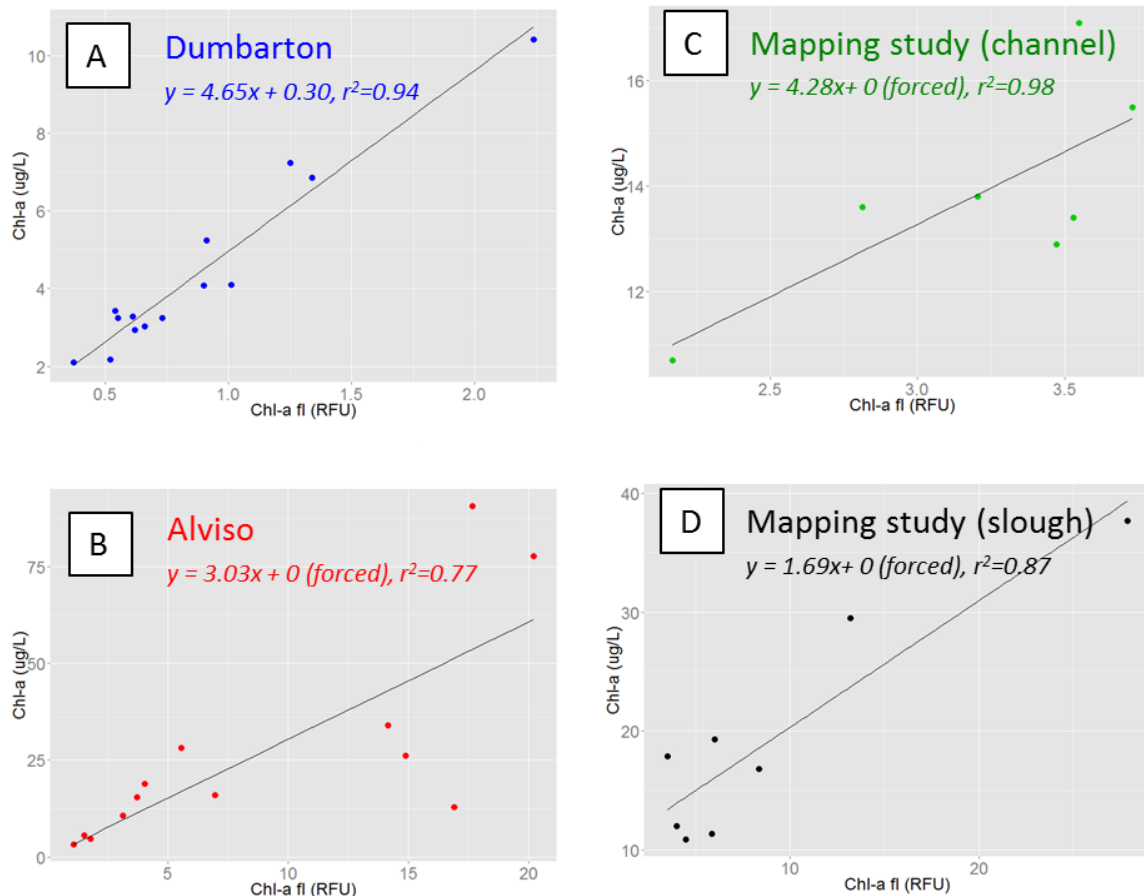 A
Dumbarton
y = 4.65x + 0.30, r²=0.94
10
8
6
4
2
Chl-a (ug/L)
0.5
1.0
1.5
2.0
Chl-a fl (RFU)
C
Mapping study (channel)
y = 4.28x+ 0 (forced), r²=0.98
16
14
12
Chl-a (ug/L)
2.5
3.0
3.5
Chl-a fl (RFU)
B
Alviso
y = 3.03x + 0 (forced), r²=0.77
75
50
25
0
Chl-a (ug/L)
5
10
15
20
Chl-a fl (RFU)
D
Mapping study (slough)
y = 1.69x+ 0 (forced), r²=0.87
40
30
20
10
Chl-a (ug/L)
10
20
Chl-a fl (RFU)